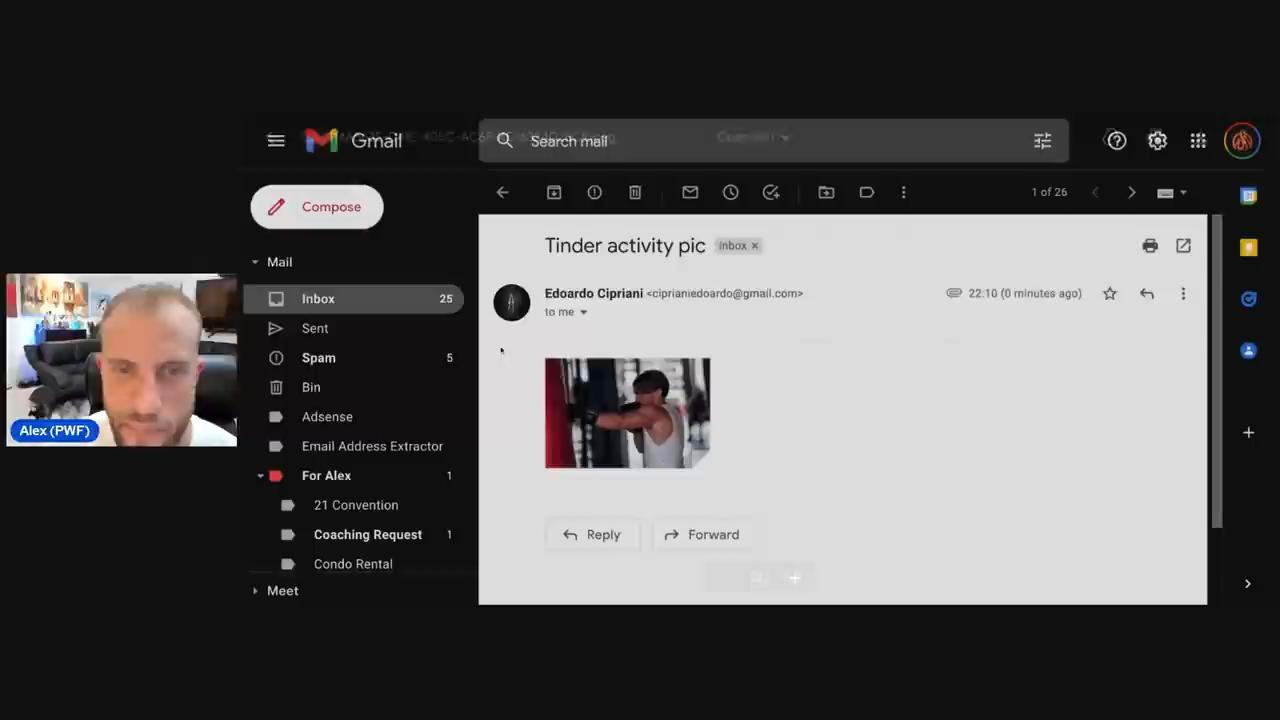 Gmail
Search mail
Compose
1 of 26
Mail
Inbox 25
Sent
Spam 5
Bin
Adsense
Email Address Extractor
For Alex 1
21 Convention
Coaching Request 1
Condo Rental
Meet
Tinder activity pic Inbox ×
Edoardo Cipriani <ciprianiedoardo@gmail.com> 22:10 (0 minutes ago)
to me
Reply Forward
Alex (PWF)